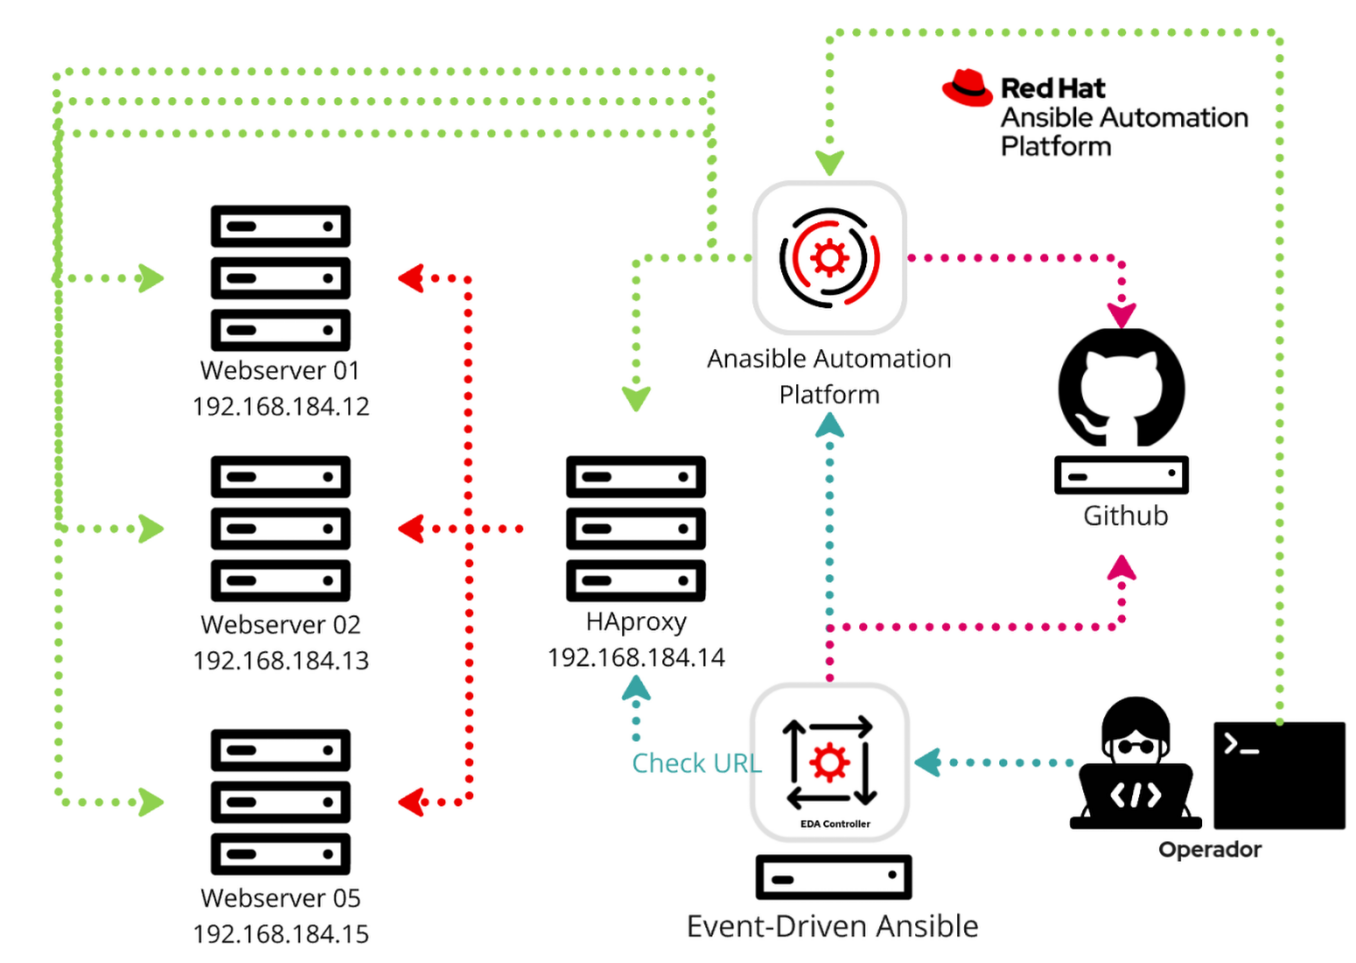 Red Hat
Ansible Automation
Platform
Webserver 01
192.168.184.12
Anasible Automation
Platform
Github
Webserver 02
192.168.184.13
HAproxy
192.168.184.14
Check URL
EDA Controller
</>
>_
Operador
Webserver 05
192.168.184.15
Event-Driven Ansible